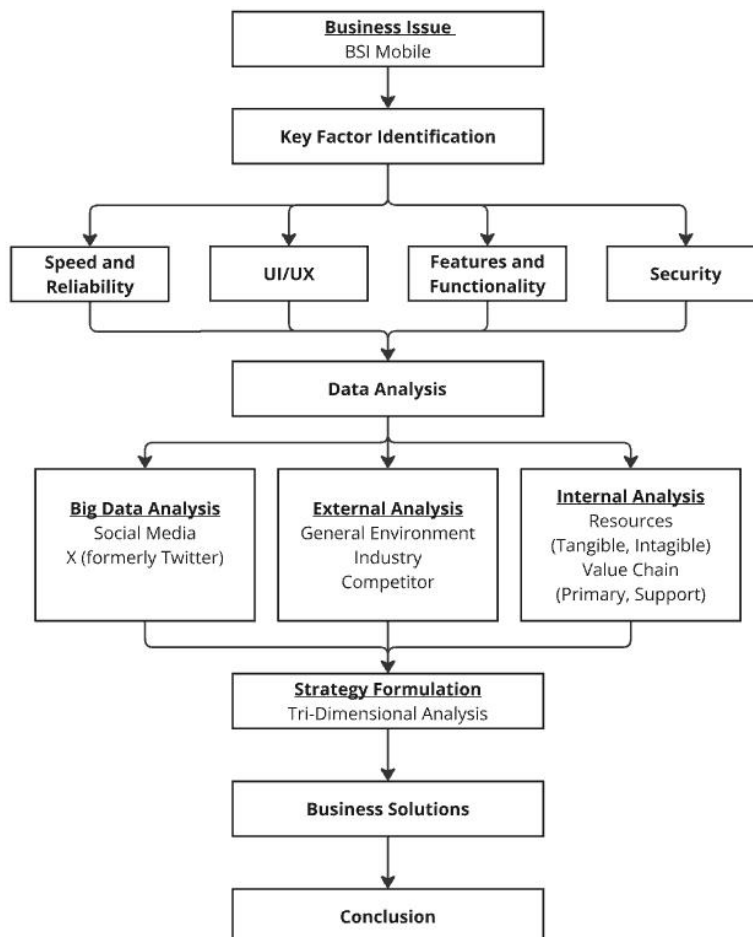 Business Issue
BSI Mobile
Key Factor Identification
Speed and
Reliability
UI/UX
Features and
Functionality
Security
Data Analysis
Big Data Analysis
Social Media
X (formerly Twitter)
External Analysis
General Environment
Industry
Competitor
Internal Analysis
Resources
(Tangible, Intagible)
Value Chain
(Primary, Support)
Strategy Formulation
Tri-Dimensional Analysis
Business Solutions
Conclusion